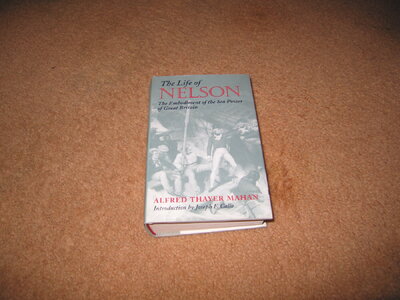 The Life of
NELSON
The Embodiment of the Sea Power
of Great Britain
ALFRED THAYER MAHAN
Introduction by Joseph F. Callo